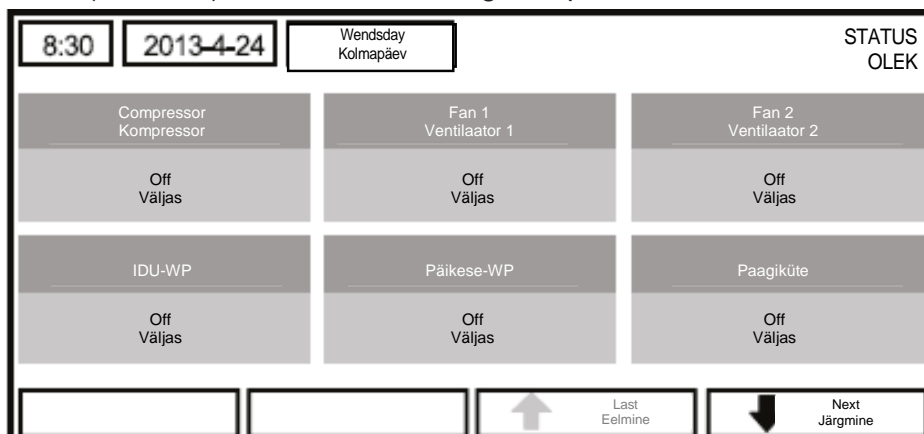 8:30 2013-4-24 Wendsday STATUS
Kolmapäev OLEK
Compressor Fan 1 Fan 2
Kompressor Ventilaator 1 Ventilaator 2
Off Off Off
Väljas Väljas Väljas
IDU-WP Päikese-WP Paagiküte
Off Off Off
Väljas Väljas Väljas
Last Next
Eelmine Järgmine